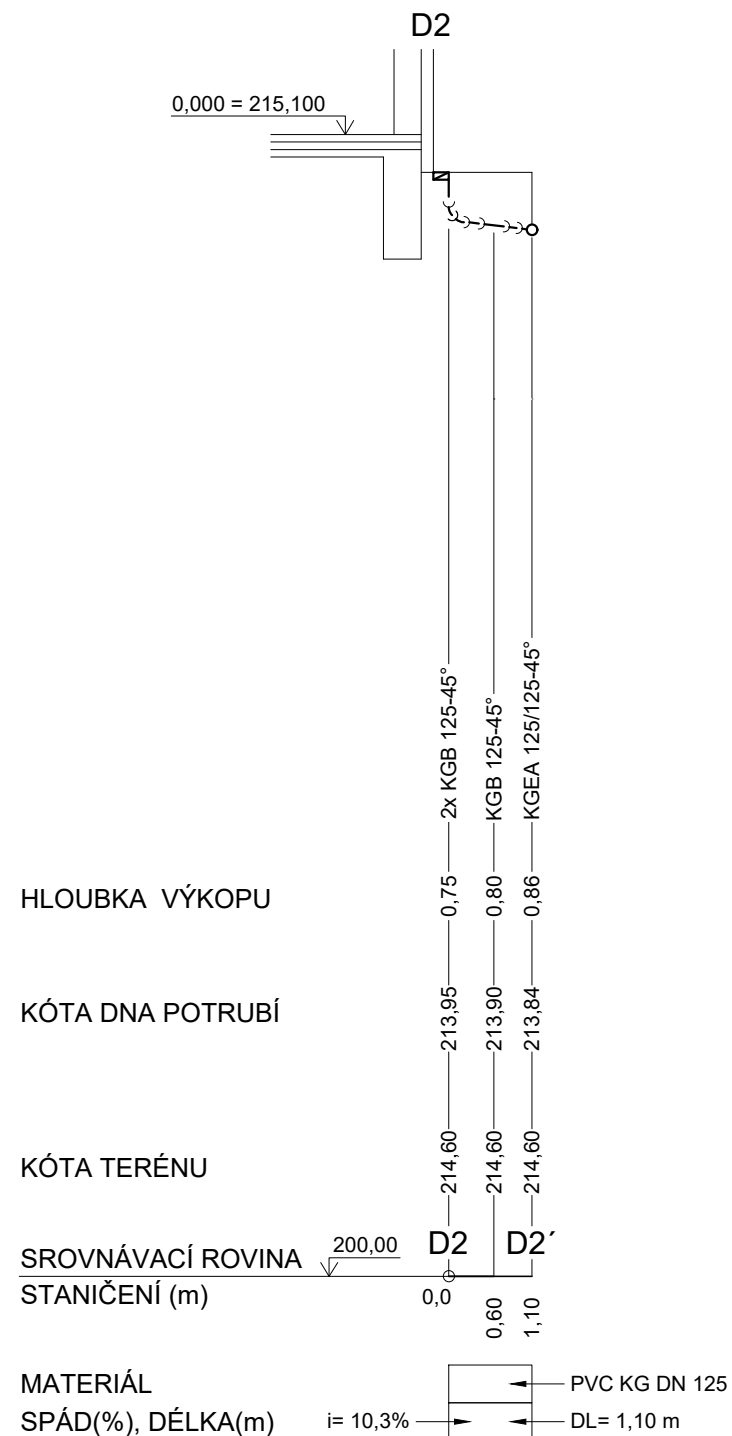 D2
0,000 = 215,100
2x KGB 125-45°
KGB 125-45°
KGEA 125/125-45°
HLOUBKA VÝKOPU
0,75
0,80
0,86
KÓTA DNA POTRUBÍ
213,95
213,90
213,84
KÓTA TERÉNU
214,60
214,60
214,60
SROVNÁVACÍ ROVINA
200,00
D2
D2´
STANIČENÍ (m)
0,0
0,60
1,10
MATERIÁL
PVC KG DN 125
SPÁD(%), DÉLKA(m)
i= 10,3%
DL= 1,10 m